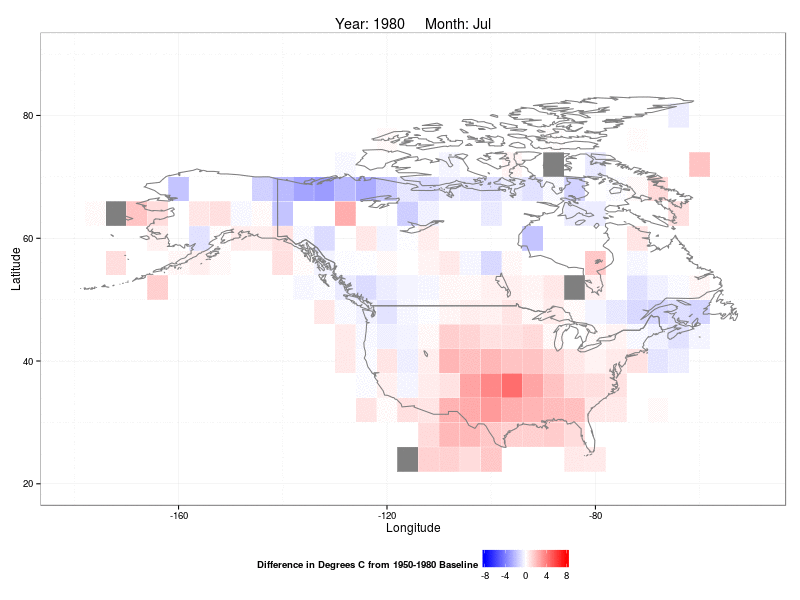 Year: 1980 Month: Jul
80
60
40
20
Latitude
-160 -120 -80
Longitude
Difference in Degrees C from 1950-1980 Baseline
-8 -4 0 4 8